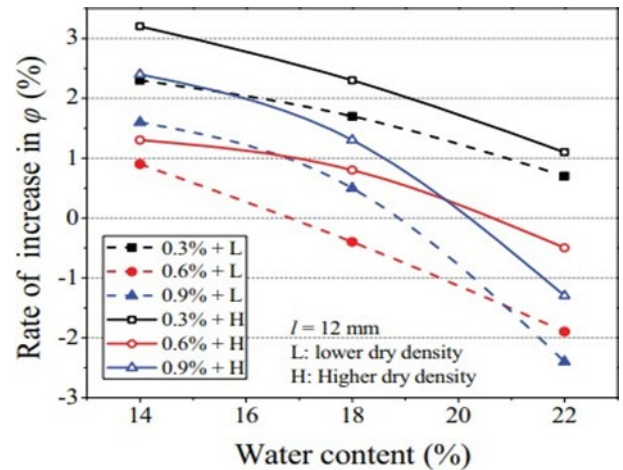 Rate of increase in φ (%)
3
2
1
0
-1
-2
-3
0.3% + L
0.6% + L
0.9% + L
0.3% + H
0.6% + H
0.9% + H
l = 12 mm
L: lower dry density
H: Higher dry density
14 16 18 20 22
Water content (%)